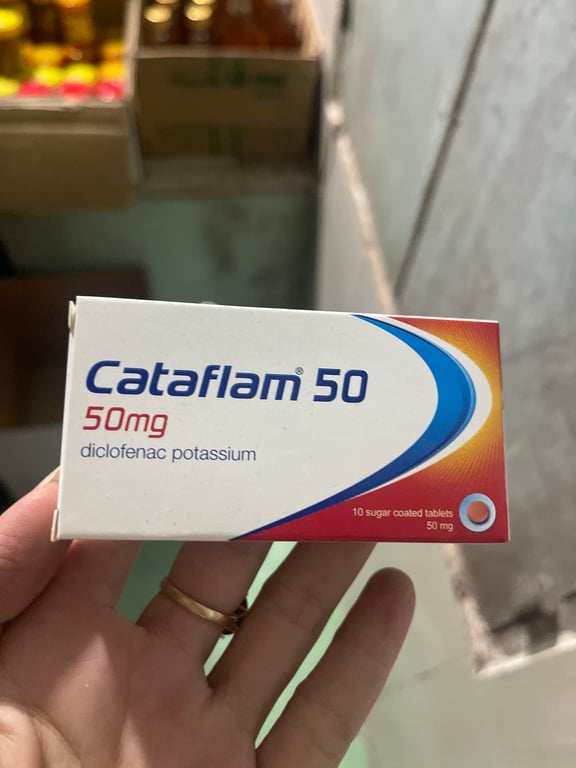 Cataflam® 50
50mg
diclofenac potassium
10 sugar coated tablets
50 mg